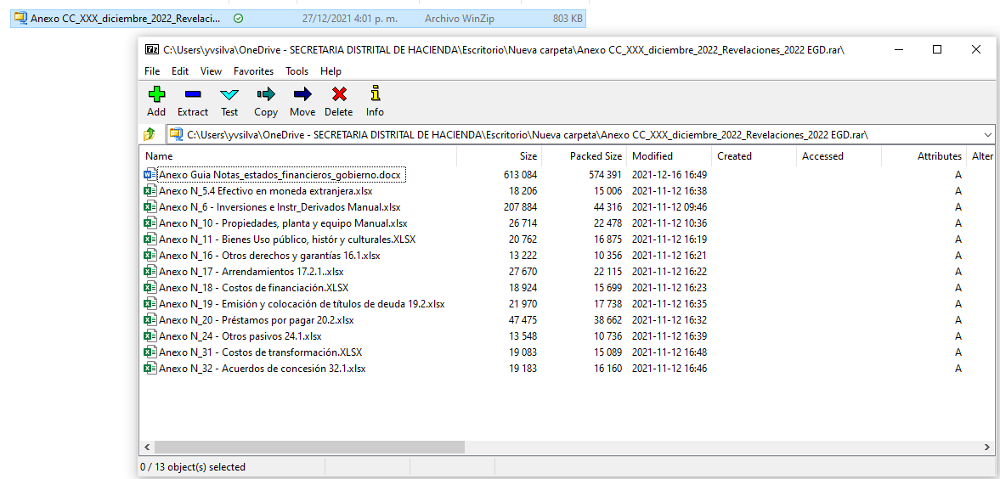 Anexo CC_XXX_diciembre_2022_Revelaci... 27/12/2021 4:01 p. m. Archivo WinZip 803 KB
7z C:\Users\yvsilva\OneDrive - SECRETARIA DISTRITAL DE HACIENDA\Escritorio\Nueva carpeta\Anexo CC_XXX_diciembre_2022_Revelaciones_2022 EGD.rar\
File Edit View Favorites Tools Help
Add Extract Test Copy Move Delete Info
C:\Users\yvsilva\OneDrive - SECRETARIA DISTRITAL DE HACIENDA\Escritorio\Nueva carpeta\Anexo CC_XXX_diciembre_2022_Revelaciones_2022 EGD.rar\
Name Size Packed Size Modified Created Accessed Attributes Alter
Anexo Guia Notas_estados_financieros_gobierno.docx 613 084 574 391 2021-12-16 16:49 A
Anexo N_5.4 Efectivo en moneda extranjera.xlsx 18 206 15 006 2021-11-12 16:38 A
Anexo N_6 - Inversiones e Instr_Derivados Manual.xlsx 207 884 44 316 2021-11-12 09:46 A
Anexo N_10 - Propiedades, planta y equipo Manual.xlsx 26 714 22 478 2021-11-12 10:36 A
Anexo N_11 - Bienes Uso público, histór y culturales.XLSX 20 762 16 875 2021-11-12 16:19 A
Anexo N_16 - Otros derechos y garantías 16.1.xlsx 13 222 10 356 2021-11-12 16:21 A
Anexo N_17 - Arrendamientos 17.2.1..xlsx 27 670 22 115 2021-11-12 16:22 A
Anexo N_18 - Costos de financiación.XLSX 18 924 15 699 2021-11-12 16:23 A
Anexo N_19 - Emisión y colocación de títulos de deuda 19.2.xlsx 21 970 17 738 2021-11-12 16:35 A
Anexo N_20 - Préstamos por pagar 20.2.xlsx 47 475 38 662 2021-11-12 16:32 A
Anexo N_24 - Otros pasivos 24.1.xlsx 13 548 10 736 2021-11-12 16:39 A
Anexo N_31 - Costos de transformación.XLSX 19 083 15 089 2021-11-12 16:48 A
Anexo N_32 - Acuerdos de concesión 32.1.xlsx 19 183 16 160 2021-11-12 16:46 A
0 / 13 object(s) selected